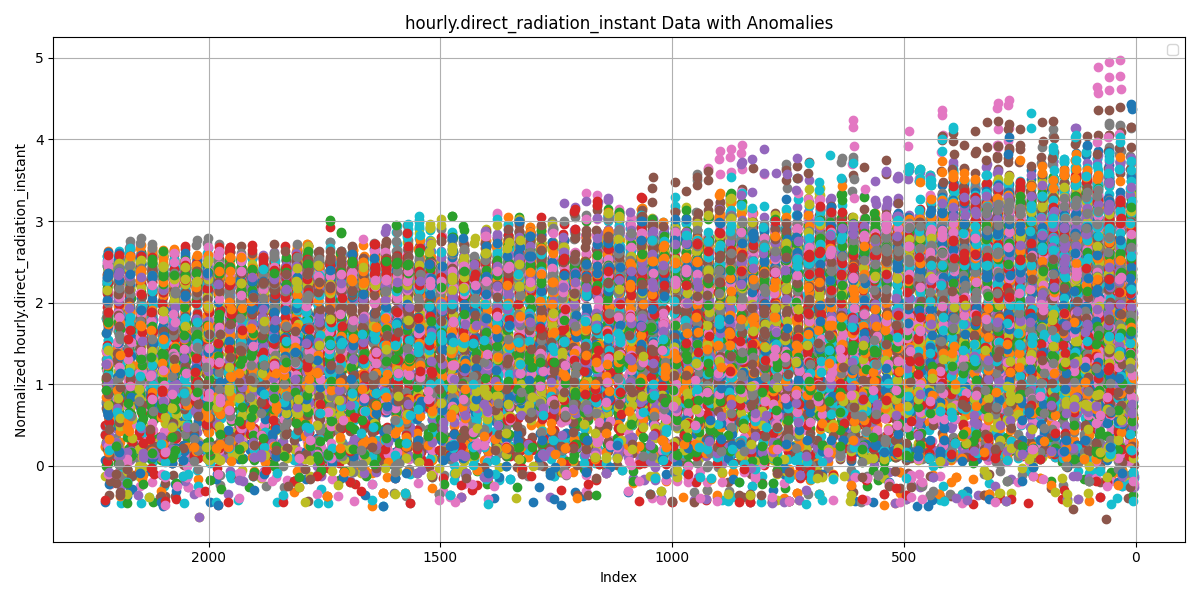 hourly.direct_radiation_instant Data with Anomalies
5
4
3
2
1
0
Normalized hourly.direct_radiation_instant
2000 1500 1000 500 0
Index